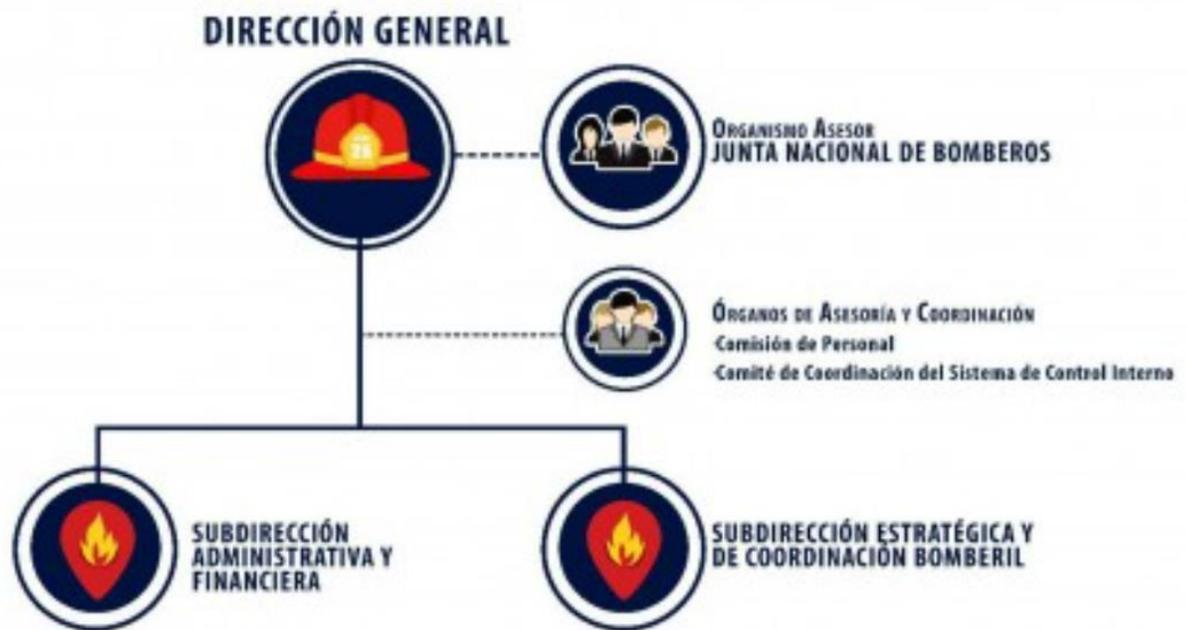 DIRECCIÓN GENERAL
ORGANISMO ASESOR
JUNTA NACIONAL DE BOMBEROS
ÓRGANOS DE ASESORÍA Y COORDINACIÓN
·Comisión de Personal
·Comité de Coordinación del Sistema de Control Interno
SUBDIRECCIÓN
ADMINISTRATIVA Y
FINANCIERA
SUBDIRECCIÓN ESTRATÉGICA Y
DE COORDINACIÓN BOMBERIL